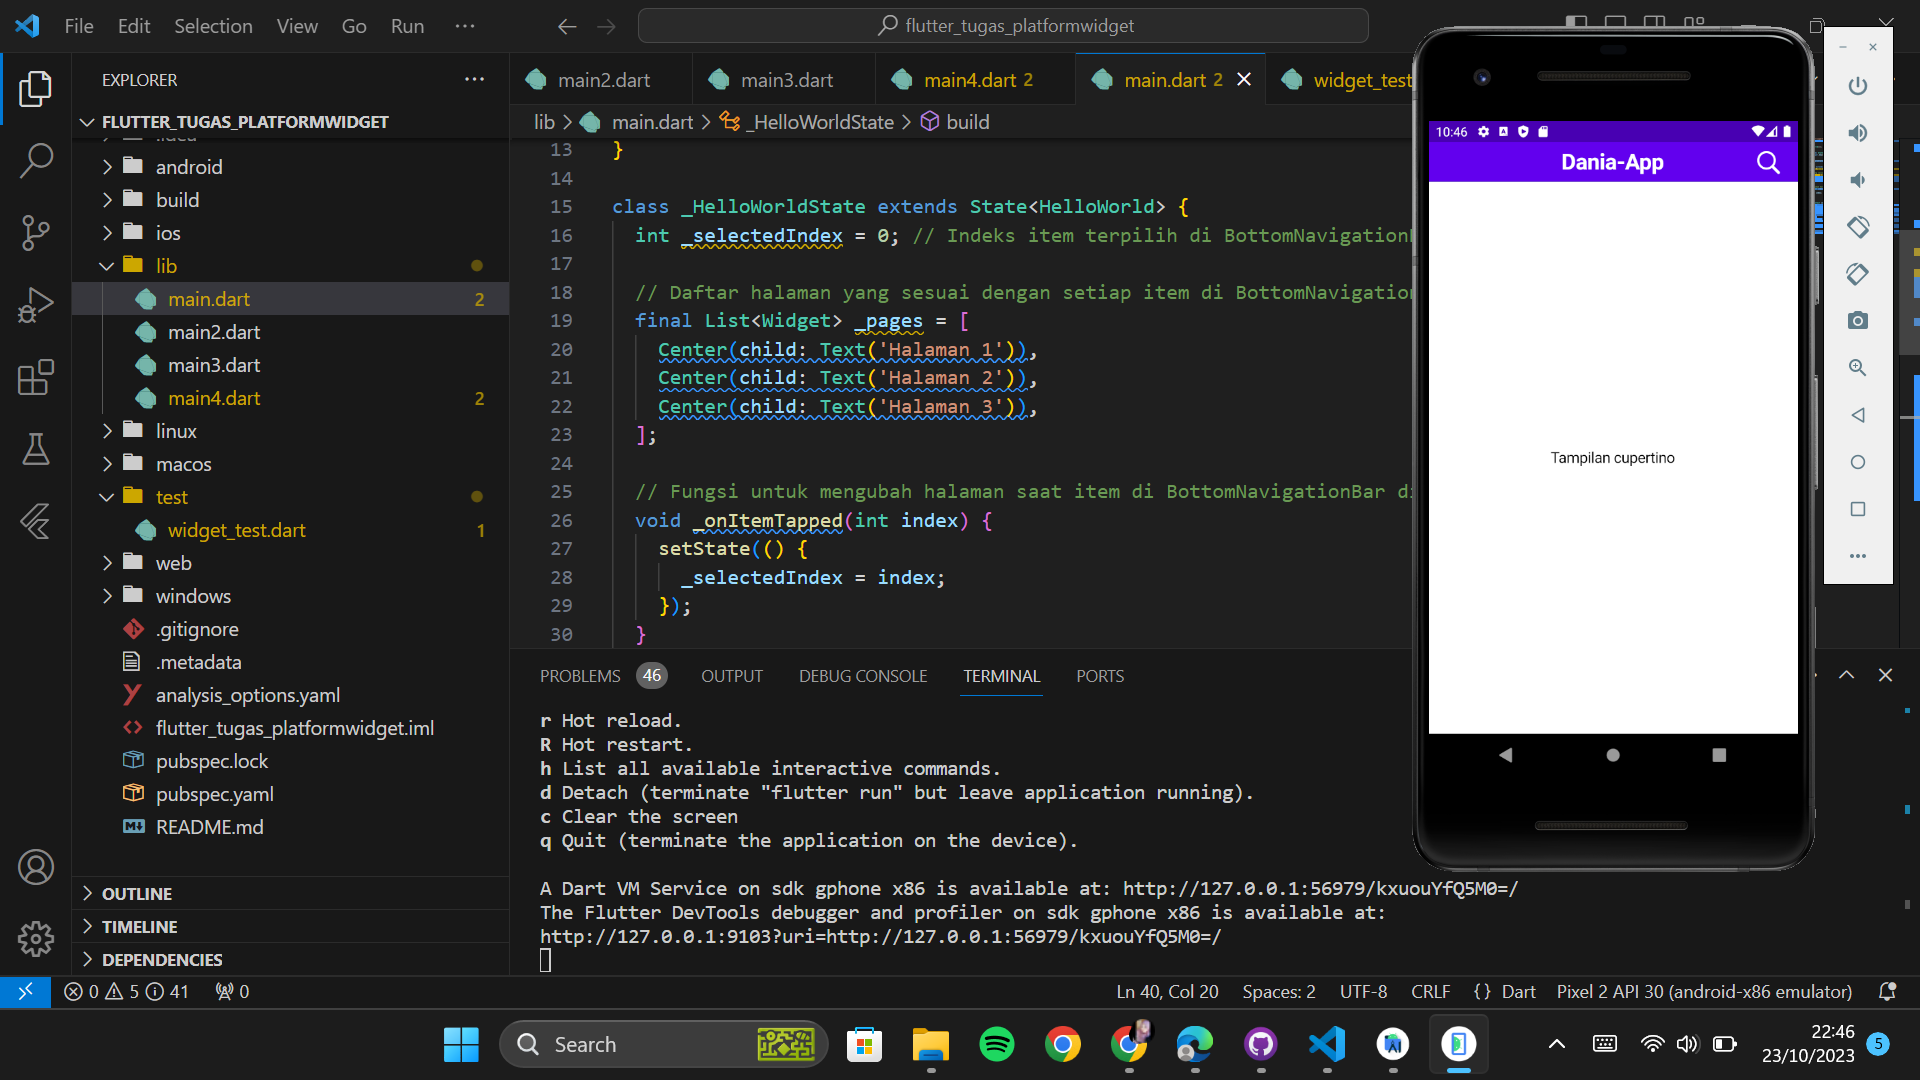 File Edit Selection View Go Run ···
flutter_tugas_platformwidget
EXPLORER ···
main2.dart
main3.dart
main4.dart 2
main.dart 2
widget_test
lib > main.dart > _HelloWorldState > build
FLUTTER_TUGAS_PLATFORMWIDGET
.idea
android
build
ios
lib
main.dart 2
main2.dart
main3.dart
main4.dart 2
linux
macos
test
widget_test.dart 1
web
windows
.gitignore
.metadata
analysis_options.yaml
flutter_tugas_platformwidget.iml
pubspec.lock
pubspec.yaml
README.md
OUTLINE
TIMELINE
DEPENDENCIES
13 }
14
15 class _HelloWorldState extends State<HelloWorld> {
16 int _selectedIndex = 0; // Indeks item terpilih di BottomNavigationB
17
18 // Daftar halaman yang sesuai dengan setiap item di BottomNavigation
19 final List<Widget> _pages = [
20 Center(child: Text('Halaman 1')),
21 Center(child: Text('Halaman 2')),
22 Center(child: Text('Halaman 3')),
23 ];
24
25 // Fungsi untuk mengubah halaman saat item di BottomNavigationBar di
26 void _onItemTapped(int index) {
27 setState(() {
28 _selectedIndex = index;
29 });
30 }
PROBLEMS 46 OUTPUT DEBUG CONSOLE TERMINAL PORTS
r Hot reload.
R Hot restart.
h List all available interactive commands.
d Detach (terminate "flutter run" but leave application running).
c Clear the screen
q Quit (terminate the application on the device).
A Dart VM Service on sdk gphone x86 is available at: http://127.0.0.1:56979/kxuouYfQ5M0=/
The Flutter DevTools debugger and profiler on sdk gphone x86 is available at:
http://127.0.0.1:9103?uri=http://127.0.0.1:56979/kxuouYfQ5M0=/
10:46
Dania-App
Tampilan cupertino
0 5 41 0
Ln 40, Col 20 Spaces: 2 UTF-8 CRLF {} Dart Pixel 2 API 30 (android-x86 emulator)
Search
22:46
23/10/2023
5